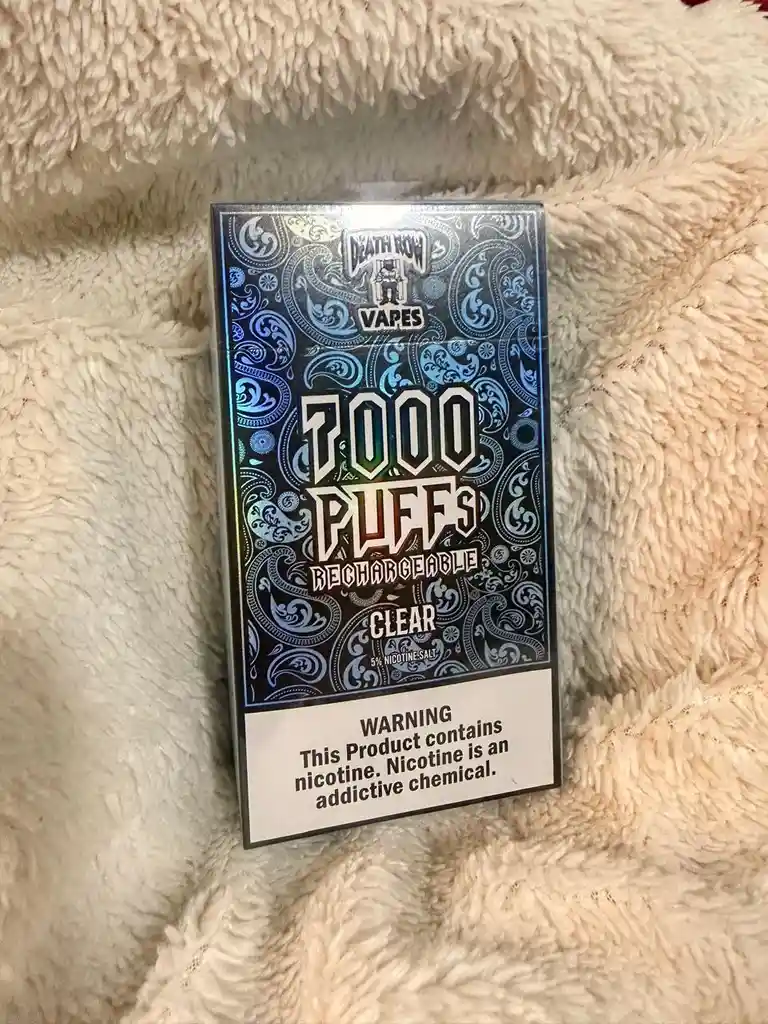 DEATH ROW
VAPES
7000
PUFFS
RECHARGEABLE
CLEAR
5% NICOTINE SALT
WARNING
This Product contains
nicotine. Nicotine is an
addictive chemical.